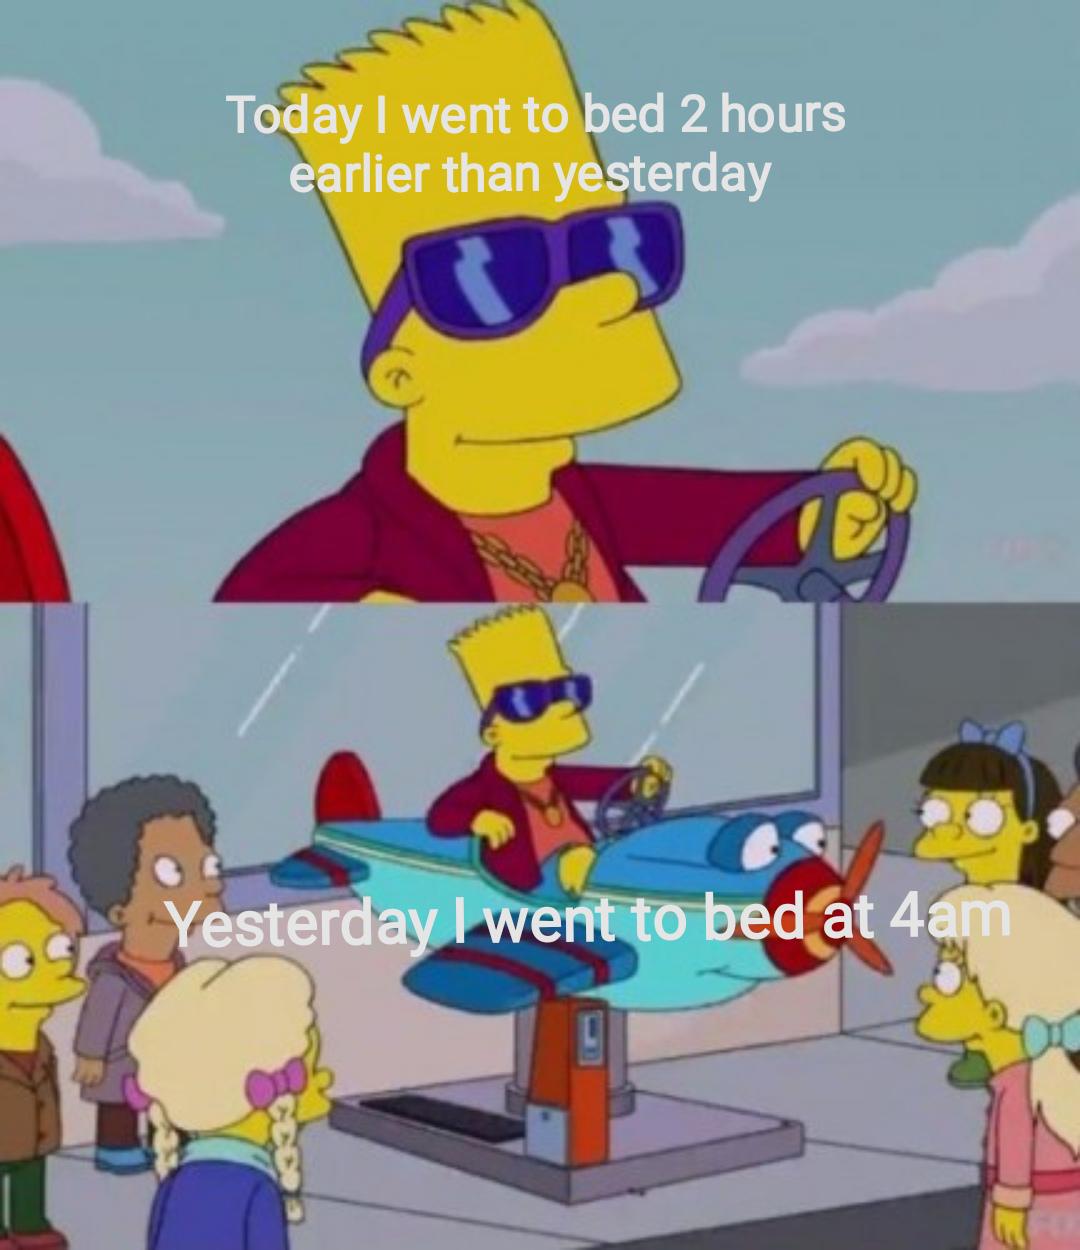 Today I went to bed 2 hours
earlier than yesterday
Yesterday I went to bed at 4am